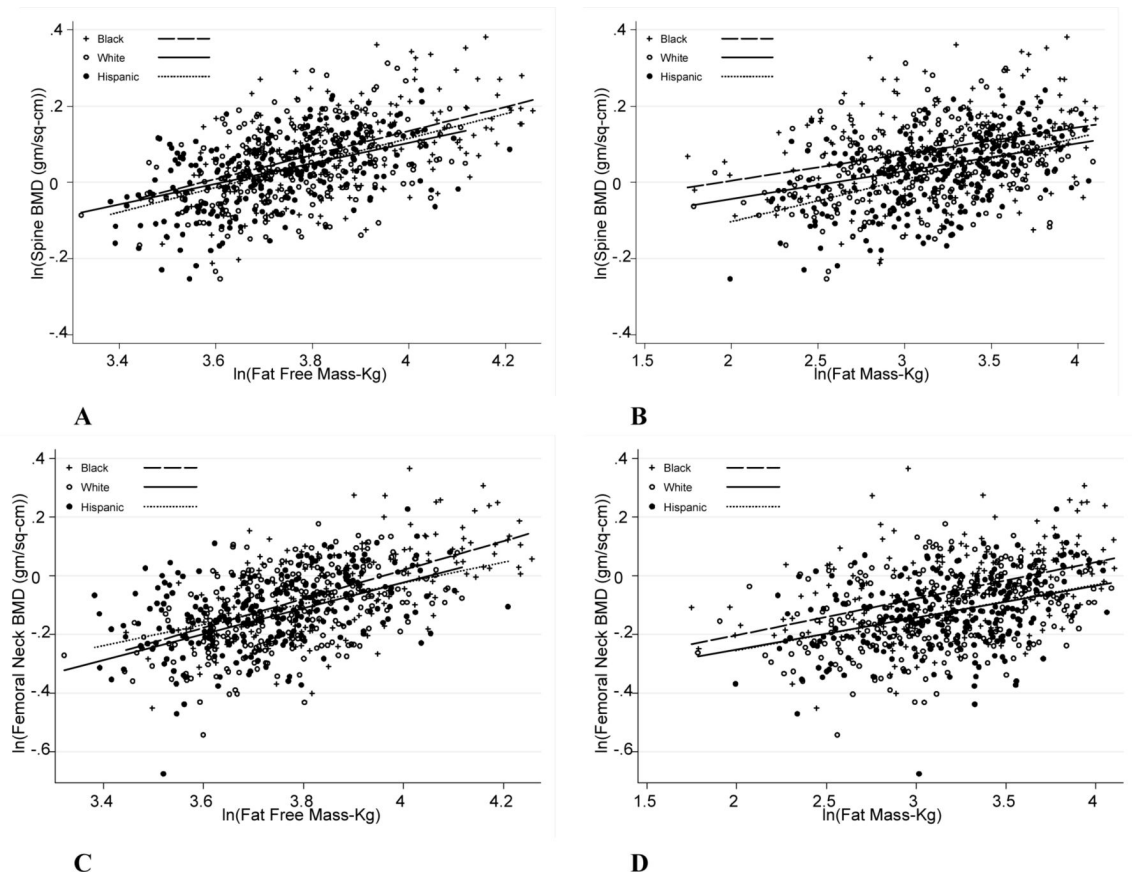 .4
.2
0
-.2
-.4
ln(Spine BMD (gm/sq-cm))
+ Black
o White
● Hispanic
3.4 3.6 3.8 4 4.2
ln(Fat Free Mass-Kg)
A
.4
.2
0
-.2
-.4
ln(Spine BMD (gm/sq-cm))
+ Black
o White
● Hispanic
1.5 2 2.5 3 3.5 4
ln(Fat Mass-Kg)
B
.4
.2
0
-.2
-.4
-.6
ln(Femoral Neck BMD (gm/sq-cm))
+ Black
o White
● Hispanic
3.4 3.6 3.8 4 4.2
ln(Fat Free Mass-Kg)
C
.4
.2
0
-.2
-.4
-.6
ln(Femoral Neck BMD (gm/sq-cm))
+ Black
o White
● Hispanic
1.5 2 2.5 3 3.5 4
ln(Fat Mass-Kg)
D